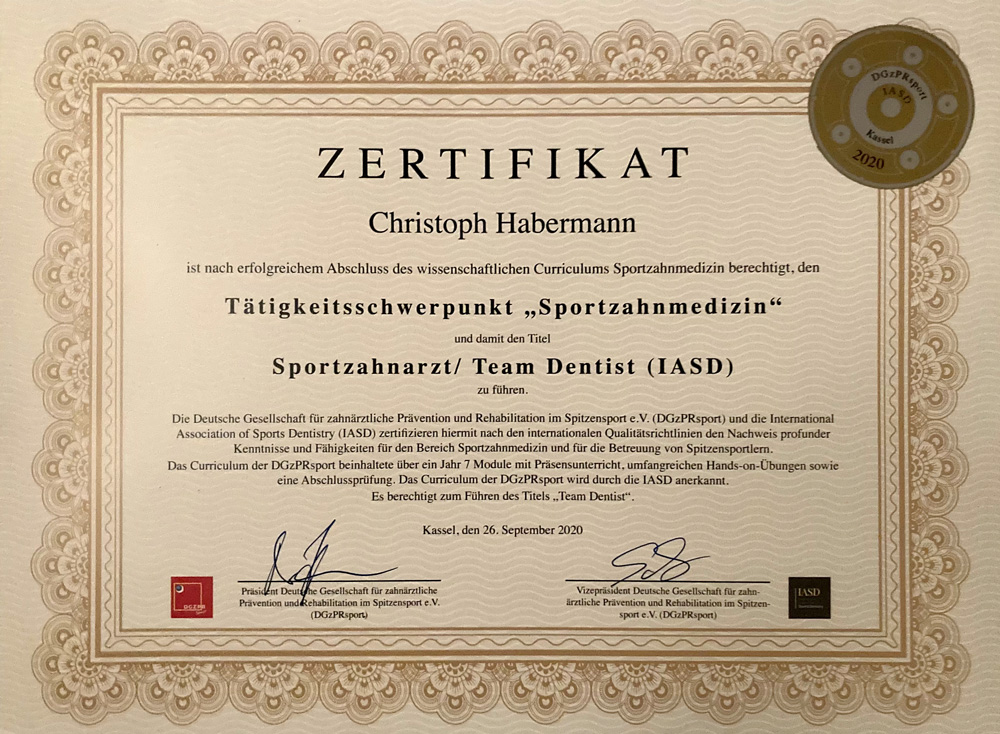 DGzPRsport
IASD
Kassel
2020
ZERTIFIKAT
Christoph Habermann
ist nach erfolgreichem Abschluss des wissenschaftlichen Curriculums Sportzahnmedizin berechtigt, den
Tätigkeitsschwerpunkt „Sportzahnmedizin“
und damit den Titel
Sportzahnarzt/ Team Dentist (IASD)
zu führen.
Die Deutsche Gesellschaft für zahnärztliche Prävention und Rehabilitation im Spitzensport e.V. (DGzPRsport) und die International
Association of Sports Dentistry (IASD) zertifizieren hiermit nach den internationalen Qualitätsrichtlinien den Nachweis profunder
Kenntnisse und Fähigkeiten für den Bereich Sportzahnmedizin und für die Betreuung von Spitzensportlern.
Das Curriculum der DGzPRsport beinhaltete über ein Jahr 7 Module mit Präsensunterricht, umfangreichen Hands-on-Übungen sowie
eine Abschlussprüfung. Das Curriculum der DGzPRsport wird durch die IASD anerkannt.
Es berechtigt zum Führen des Titels „Team Dentist“.
Kassel, den 26. September 2020
Präsident Deutsche Gesellschaft für zahnärztliche
Prävention und Rehabilitation im Spitzensport e.V.
(DGzPRsport)
Vizepräsident Deutsche Gesellschaft für zahn-
ärztliche Prävention und Rehabilitation im Spitzen-
sport e.V. (DGzPRsport)
DGZPR
sport
IASD